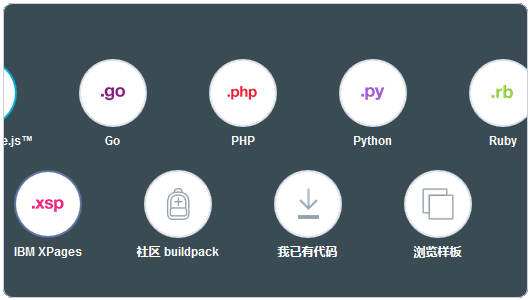 .go
.php
.py
.rb
e.js™
Go
PHP
Python
Ruby
.xsp
IBM XPages
社区 buildpack
我已有代码
浏览样板